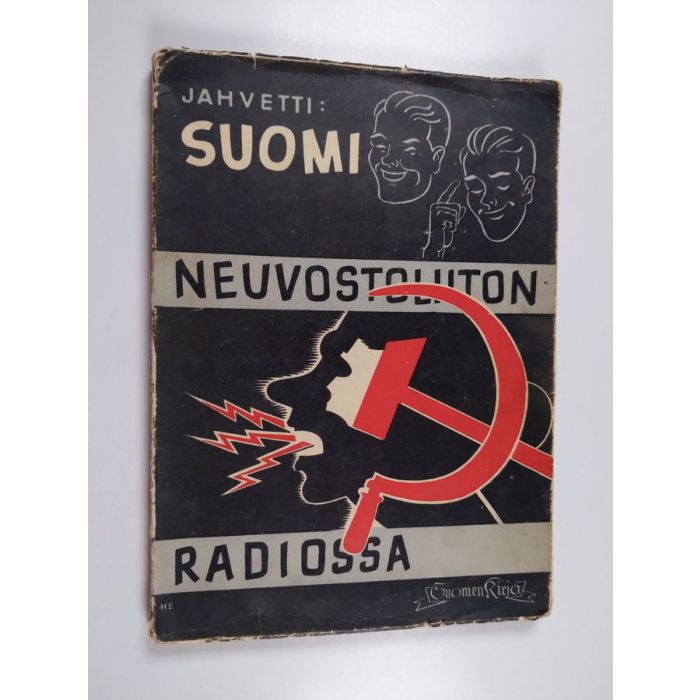 JAHVETTI:
SUOMI
NEUVOSTOLIITON
RADIOSSA
Suomen Kirja
HE